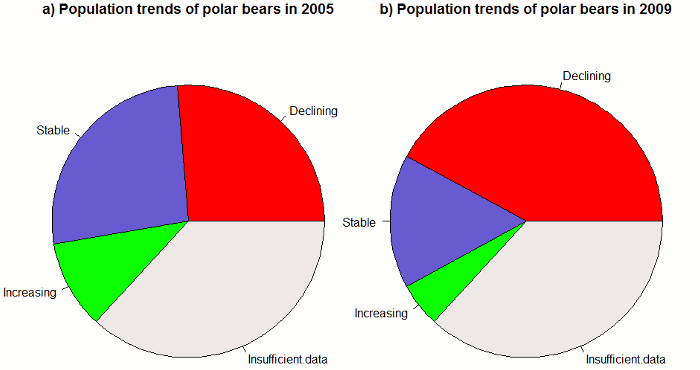 a) Population trends of polar bears in 2005
Declining
Stable
Increasing
Insufficient.data
b) Population trends of polar bears in 2009
Declining
Stable
Increasing
Insufficient.data